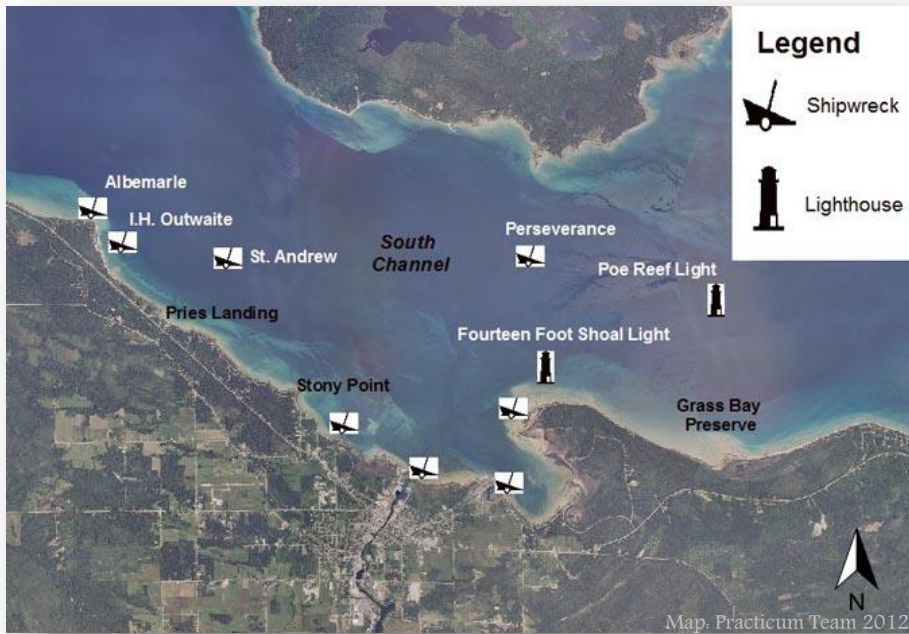 Legend
Shipwreck
Lighthouse
Albemarle
I.H. Outwaite
St. Andrew
South
Channel
Perseverance
Poe Reef Light
Pries Landing
Fourteen Foot Shoal Light
Stony Point
Grass Bay
Preserve
N
Map: Practicum Team 2012